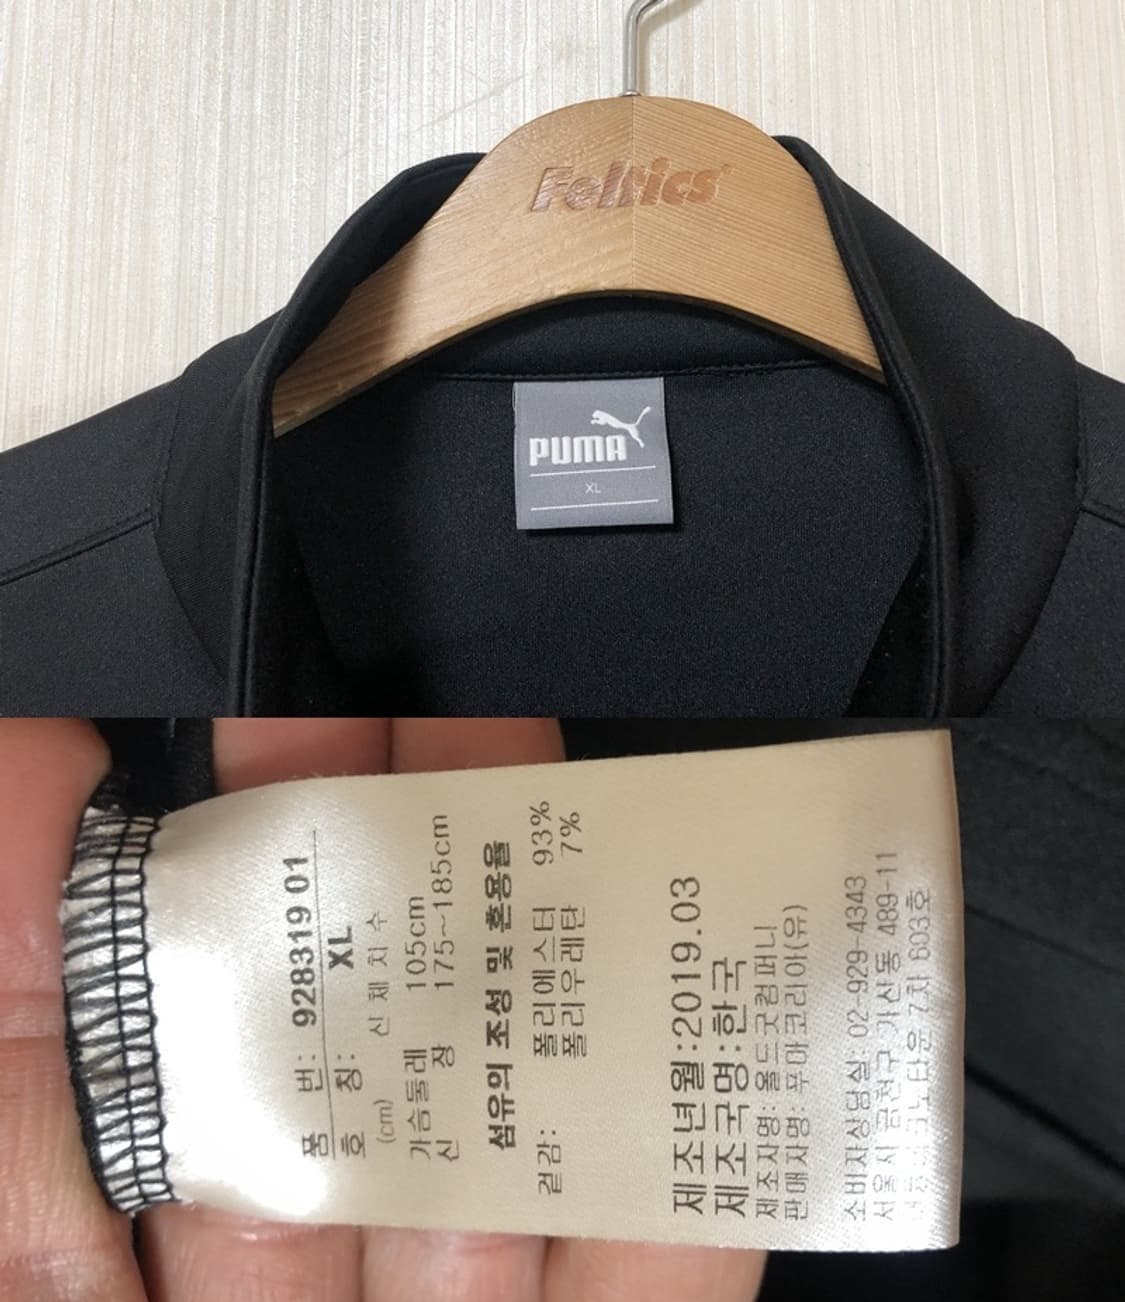 Feltics
PUMA
XL
품 번: 928319 01
호 칭: XL
(cm) 신 체 치 수
가슴둘레 105cm
신 장 175~185cm
섬유의 조성 및 혼용율
겉감: 폴리에스터 93%
폴리우레탄 7%
제조년월:2019.03
제조국명:한국
제조자명: 올드곳컴퍼니
판매자명: 푸마코리아(유)
소비자상담실: 02-929-4343
서울시 금천구 가산동 489-11
7차 603호